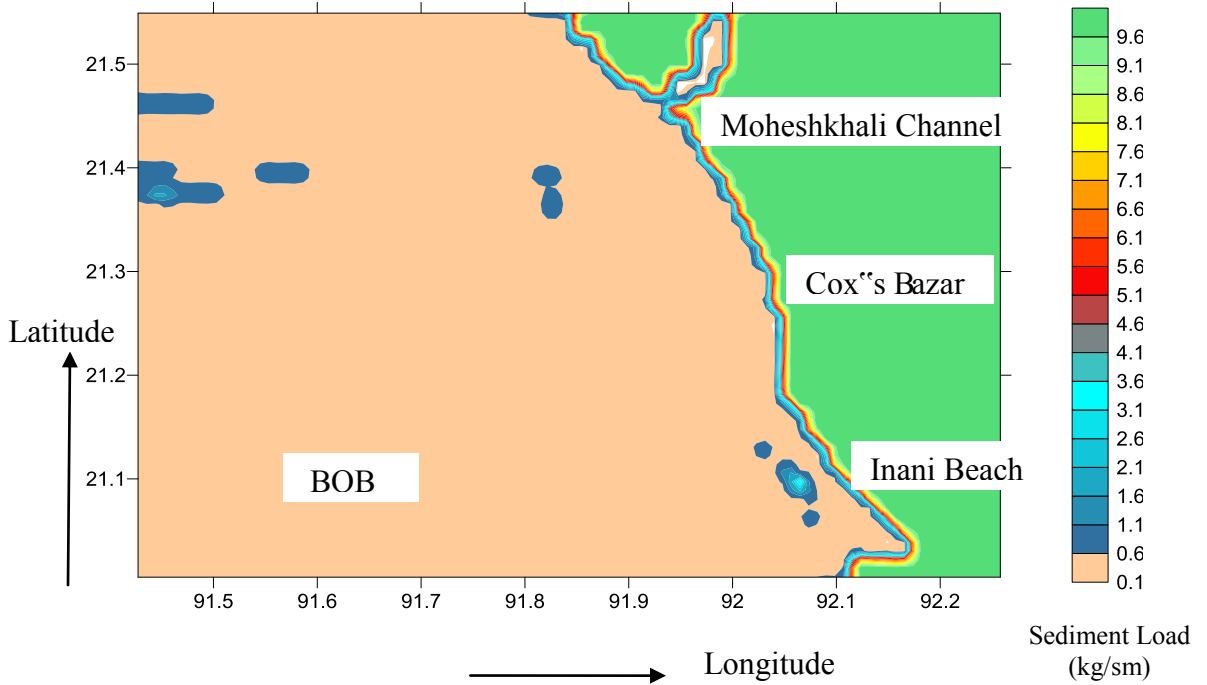 21.5
21.4
21.3
21.2
21.1
Latitude
Moheshkhali Channel
Cox‟s Bazar
Inani Beach
BOB
91.5 91.6 91.7 91.8 91.9 92 92.1 92.2
Longitude
9.6
9.1
8.6
8.1
7.6
7.1
6.6
6.1
5.6
5.1
4.6
4.1
3.6
3.1
2.6
2.1
1.6
1.1
0.6
0.1
Sediment Load
(kg/sm)